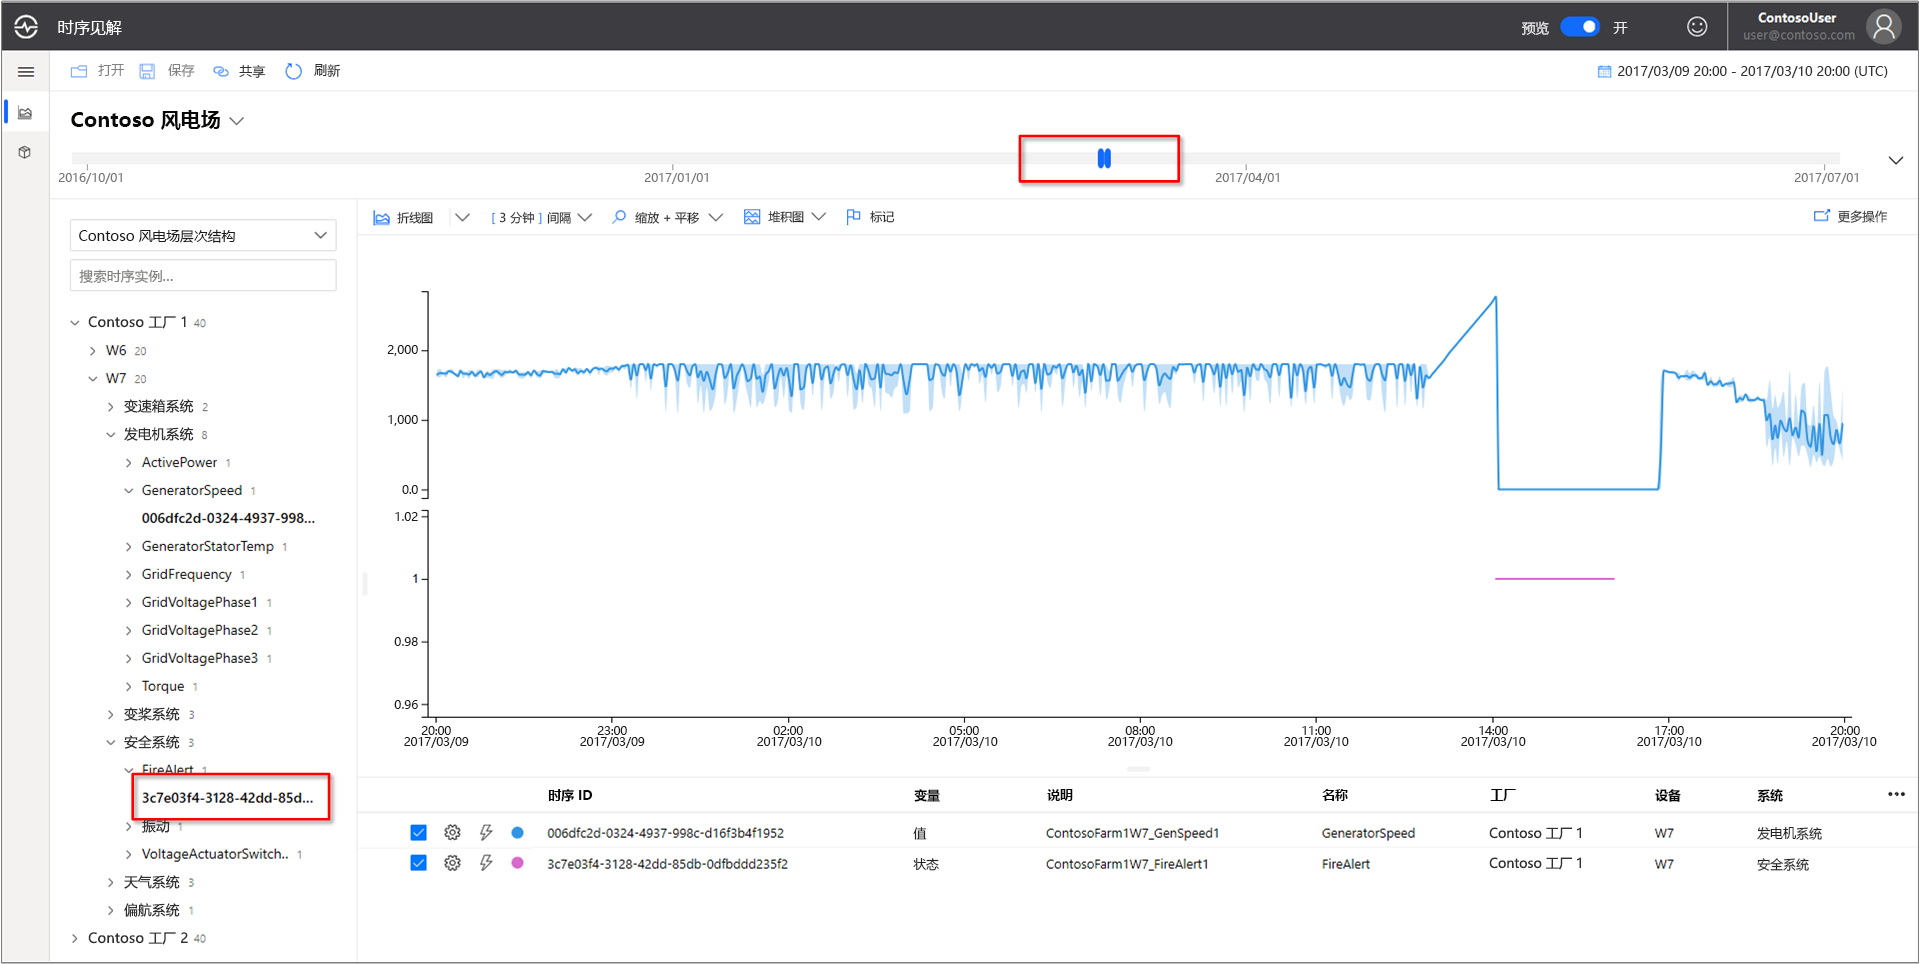 时序见解
预览 开
ContosoUser
user@contoso.com
打开 保存 共享 刷新
2017/03/09 20:00 - 2017/03/10 20:00 (UTC)
Contoso 风电场
2016/10/01 2017/01/01 2017/04/01 2017/07/01
Contoso 风电场层次结构
搜索时序实例...
Contoso 工厂 1 40
W6 20
W7 20
变速箱系统 2
发电机系统 8
ActivePower 1
GeneratorSpeed 1
006dfc2d-0324-4937-998...
GeneratorStatorTemp 1
GridFrequency 1
GridVoltagePhase1 1
GridVoltagePhase2 1
GridVoltagePhase3 1
Torque 1
变桨系统 3
安全系统 3
FireAlert 1
3c7e03f4-3128-42dd-85d...
振动 1
VoltageActuatorSwitch.. 1
天气系统 3
偏航系统 1
Contoso 工厂 2 40
折线图 [ 3 分钟 ] 间隔 缩放 + 平移 堆积图 标记 更多操作
2,000
1,000
0.0
1.02
1
0.98
0.96
20:00 23:00 02:00 05:00 08:00 11:00 14:00 17:00 20:00
2017/03/09 2017/03/09 2017/03/10 2017/03/10 2017/03/10 2017/03/10 2017/03/10 2017/03/10 2017/03/10
时序 ID 变量 说明 名称 工厂 设备 系统
006dfc2d-0324-4937-998c-d16f3b4f1952 值 ContosoFarm1W7_GenSpeed1 GeneratorSpeed Contoso 工厂 1 W7 发电机系统
3c7e03f4-3128-42dd-85db-0dfbddd235f2 状态 ContosoFarm1W7_FireAlert1 FireAlert Contoso 工厂 1 W7 安全系统